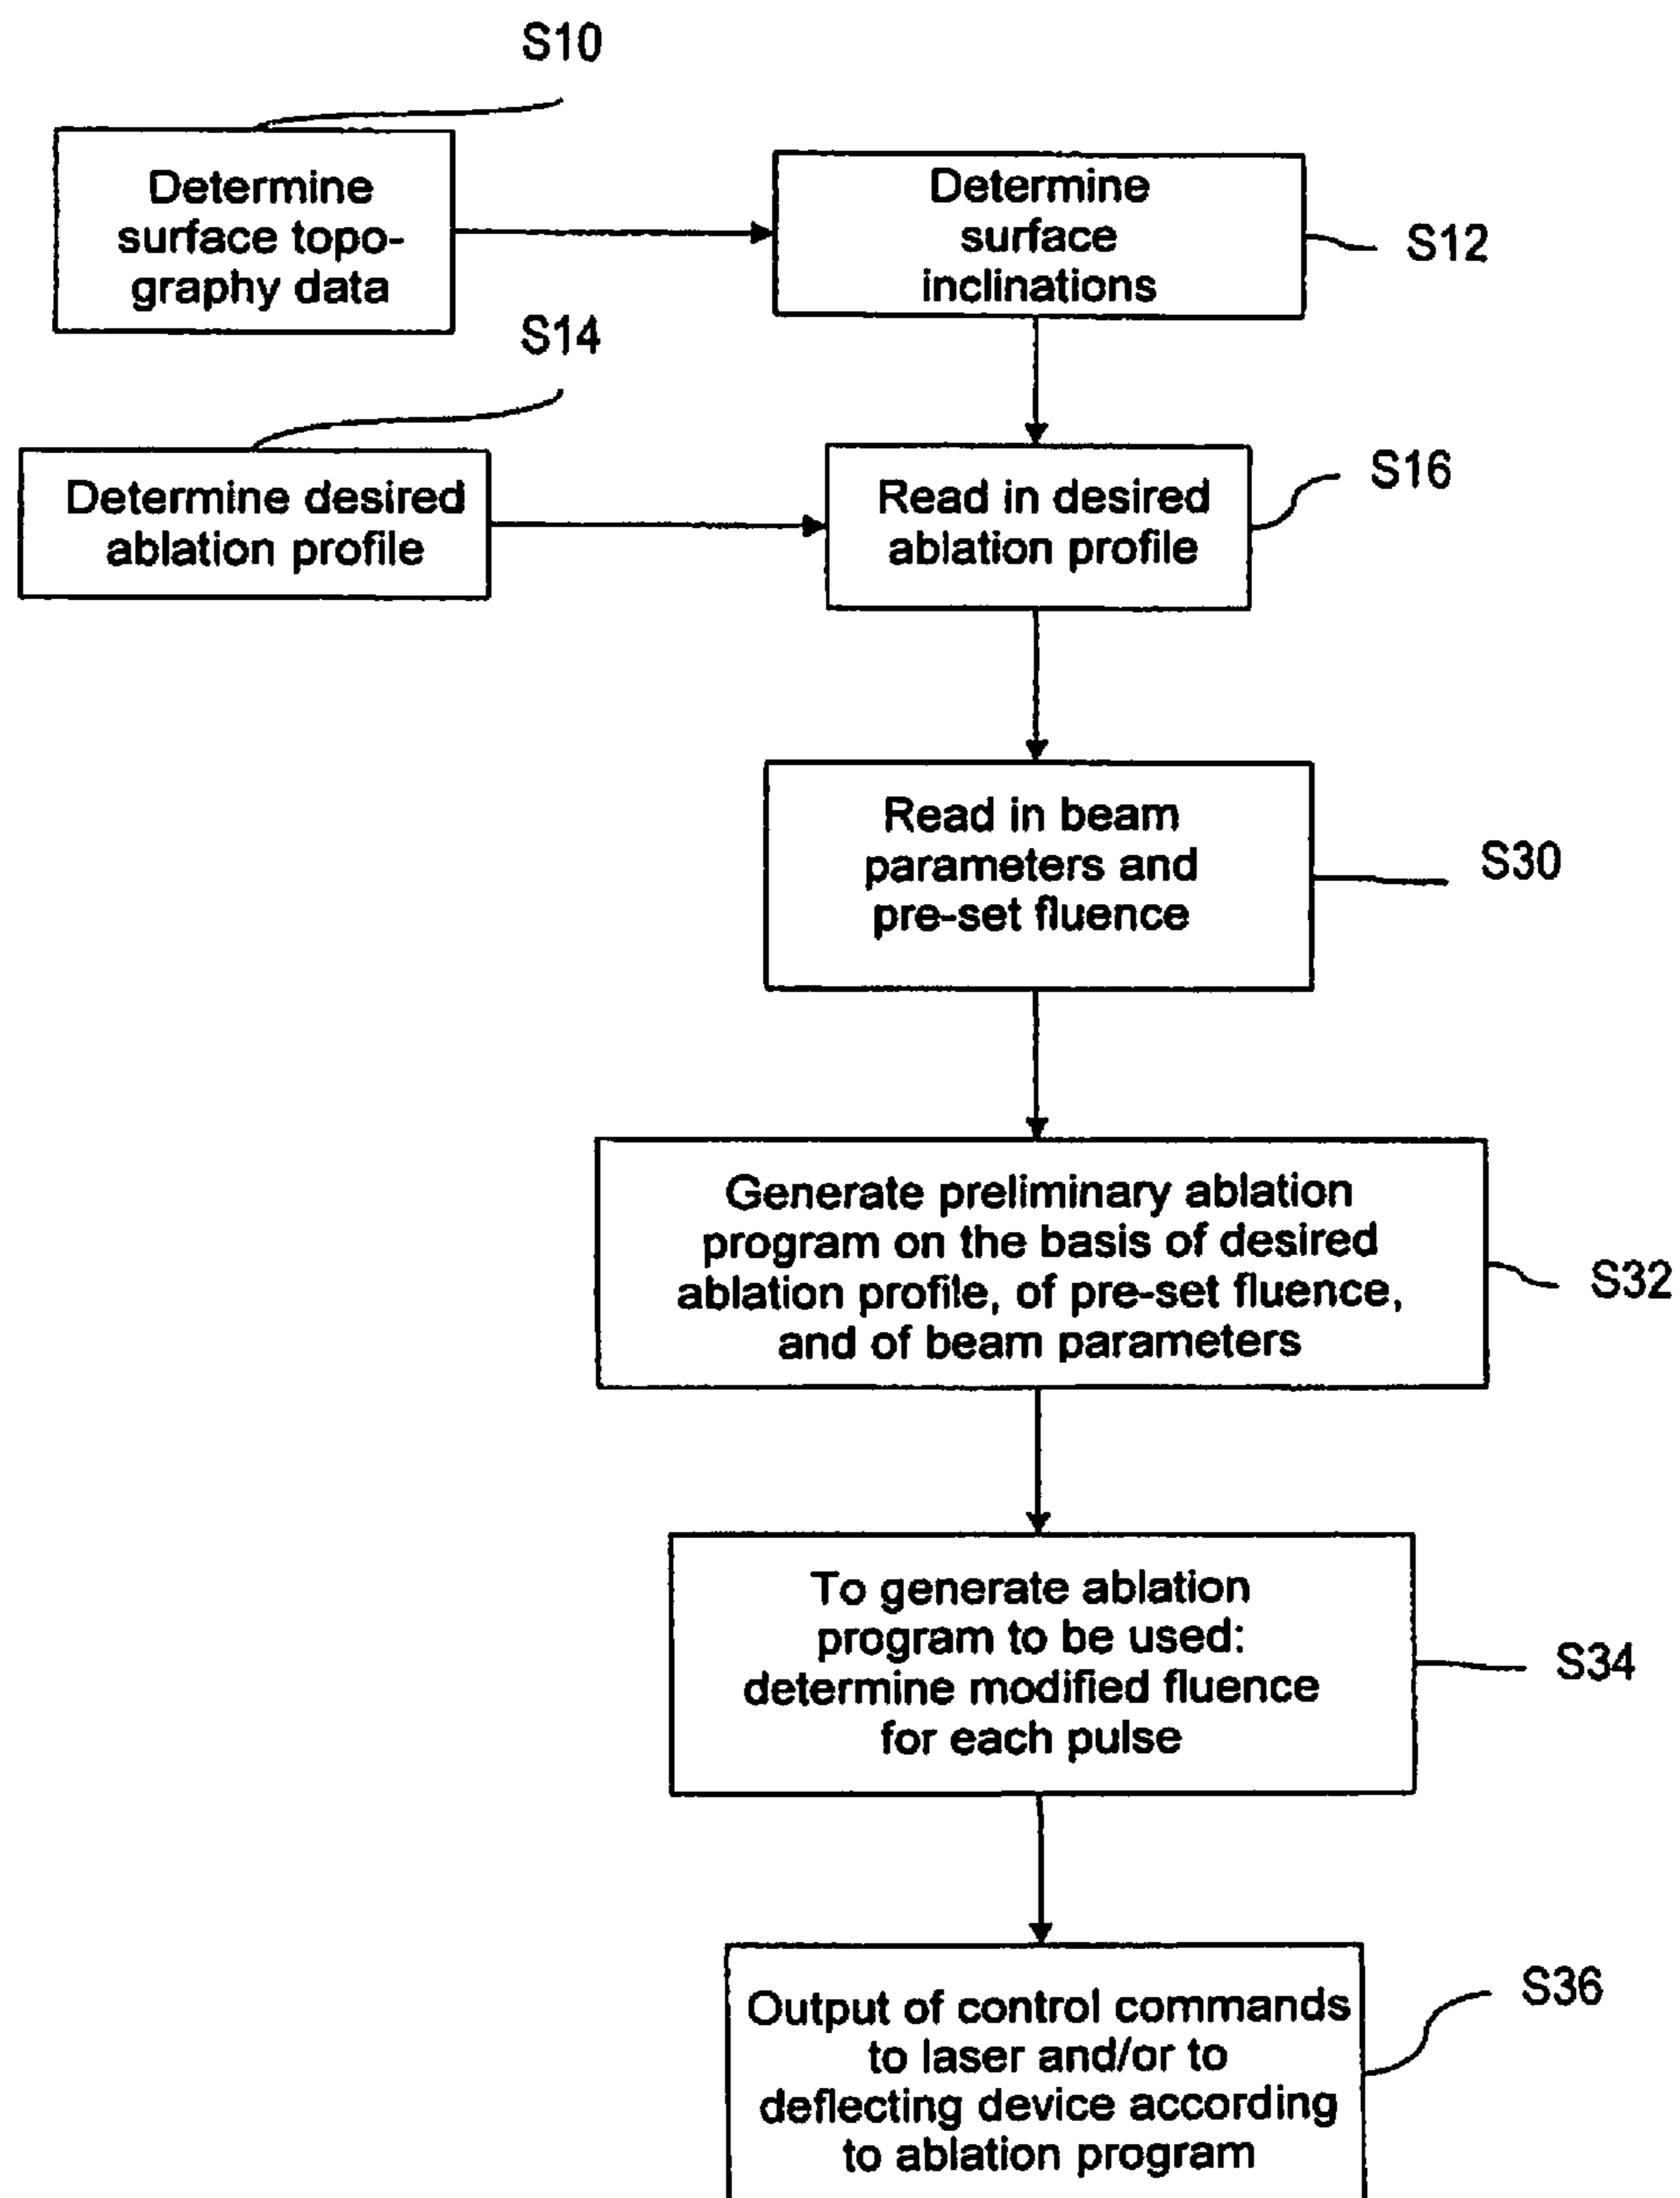 S10
Determine
surface topo-
graphy data
Determine
surface
inclinations
S12
S14
Determine desired
ablation profile
Read in desired
ablation profile
S16
Read in beam
parameters and
pre-set fluence
S30
Generate preliminary ablation
program on the basis of desired
ablation profile, of pre-set fluence,
and of beam parameters
S32
To generate ablation
program to be used:
determine modified fluence
for each pulse
S34
Output of control commands
to laser and/or to
deflecting device according
to ablation program
S36